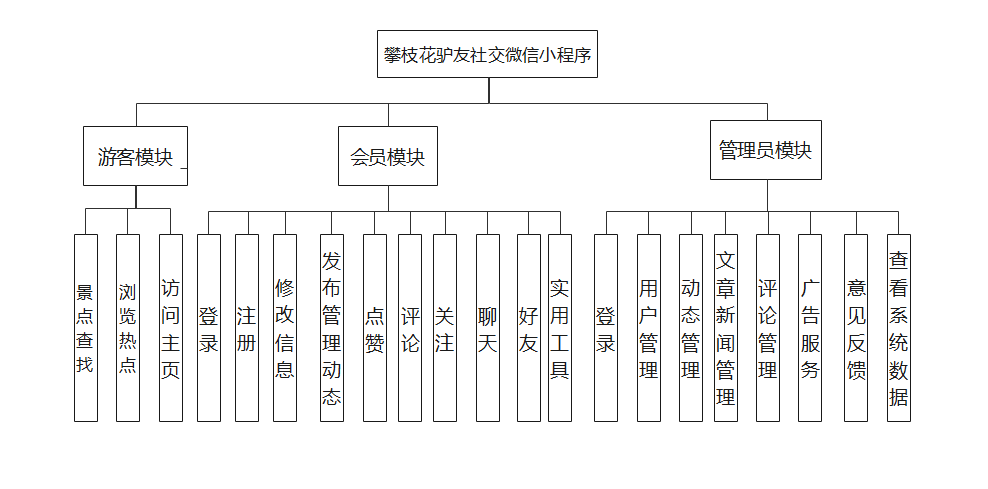 攀枝花驴友社交微信小程序
游客模块
会员模块
管理员模块
景点查找
浏览热点
访问主页
登录
注册
修改信息
发布管理动态
点赞
评论
关注
聊天
好友
实用工具
登录
用户管理
动态管理
文章新闻管理
评论管理
广告服务
意见反馈
查看系统数据